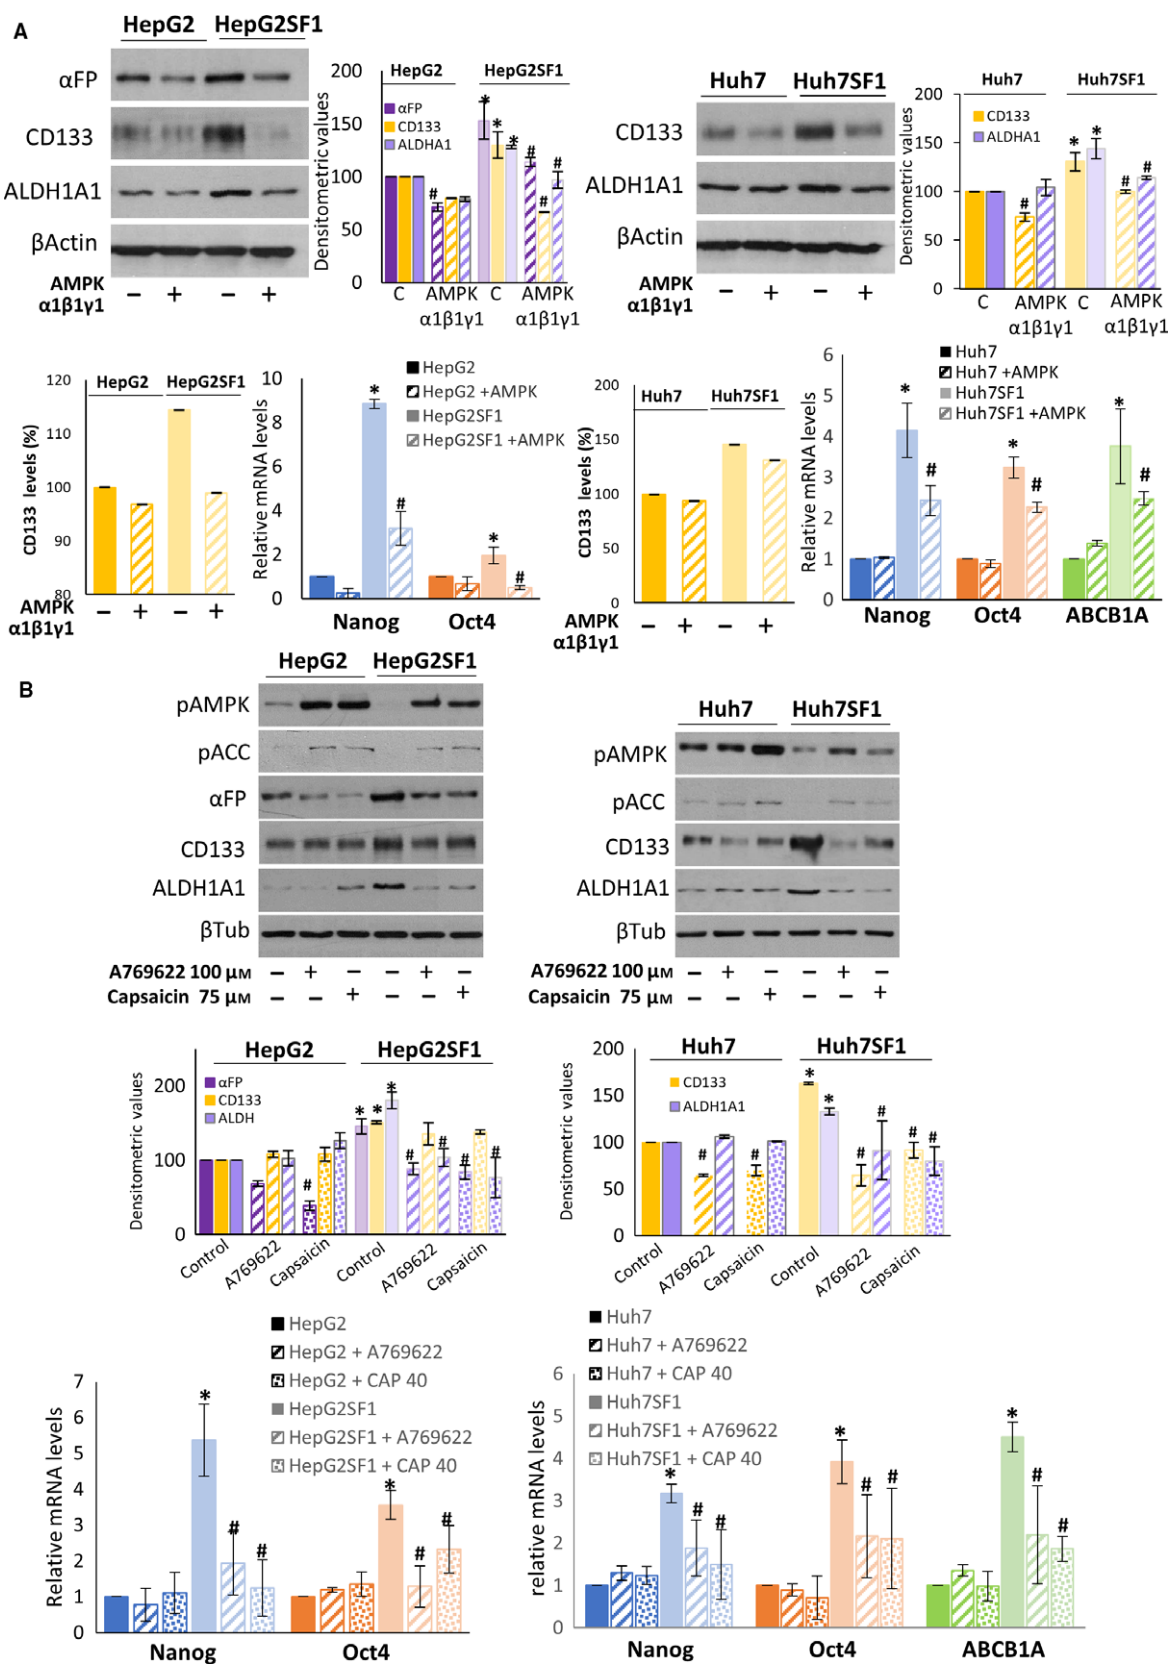 A
HepG2 HepG2SF1
αFP
CD133
ALDH1A1
βActin
AMPK
α1β1γ1
− + − +
Densitometric values
200
150
100
50
0
HepG2 HepG2SF1
αFP
CD133
ALDHA1
* * * # # # #
C AMPK C AMPK
α1β1γ1 α1β1γ1
Huh7 Huh7SF1
CD133
ALDH1A1
βActin
AMPK
α1β1γ1
− + − +
Densitometric values
200
150
100
50
0
Huh7 Huh7SF1
CD133
ALDHA1
# * * # #
C AMPK C AMPK
α1β1γ1 α1β1γ1
CD133 levels (%)
120
110
100
90
80
HepG2 HepG2SF1
AMPK
α1β1γ1
− + − +
Relative mRNA levels
10
8
6
4
2
0
HepG2
HepG2 +AMPK
HepG2SF1
HepG2SF1 +AMPK
* # * #
Nanog Oct4
CD133 levels (%)
200
150
100
50
0
Huh7 Huh7SF1
AMPK
α1β1γ1
− + − +
Relative mRNA levels
6
5
4
3
2
1
0
Huh7
Huh7 +AMPK
Huh7SF1
Huh7SF1 +AMPK
* # * # * #
Nanog Oct4 ABCB1A
B
HepG2 HepG2SF1
pAMPK
pACC
αFP
CD133
ALDH1A1
βTub
A769622 100 μM − + − − + −
Capsaicin 75 μM − − + − − +
Huh7 Huh7SF1
pAMPK
pACC
CD133
ALDH1A1
βTub
A769622 100 μM − + − − + −
Capsaicin 75 μM − − + − − +
Densitometric values
200
100
0
HepG2 HepG2SF1
αFP
CD133
ALDH
# * * * # # # #
Control A769622 Capsaicin Control A769622 Capsaicin
Densitometric values
200
150
100
50
0
Huh7 Huh7SF1
CD133
ALDH1A1
# # * * # # # #
Control A769622 Capsaicin Control A769622 Capsaicin
Relative mRNA levels
7
6
5
4
3
2
1
0
HepG2
HepG2 + A769622
HepG2 + CAP 40
HepG2SF1
HepG2SF1 + A769622
HepG2SF1 + CAP 40
* # # * # #
Nanog Oct4
relative mRNA levels
6
5
4
3
2
1
0
Huh7
Huh7 + A769622
Huh7 + CAP 40
Huh7SF1
Huh7SF1 + A769622
Huh7SF1 + CAP 40
* # # * # # * # #
Nanog Oct4 ABCB1A